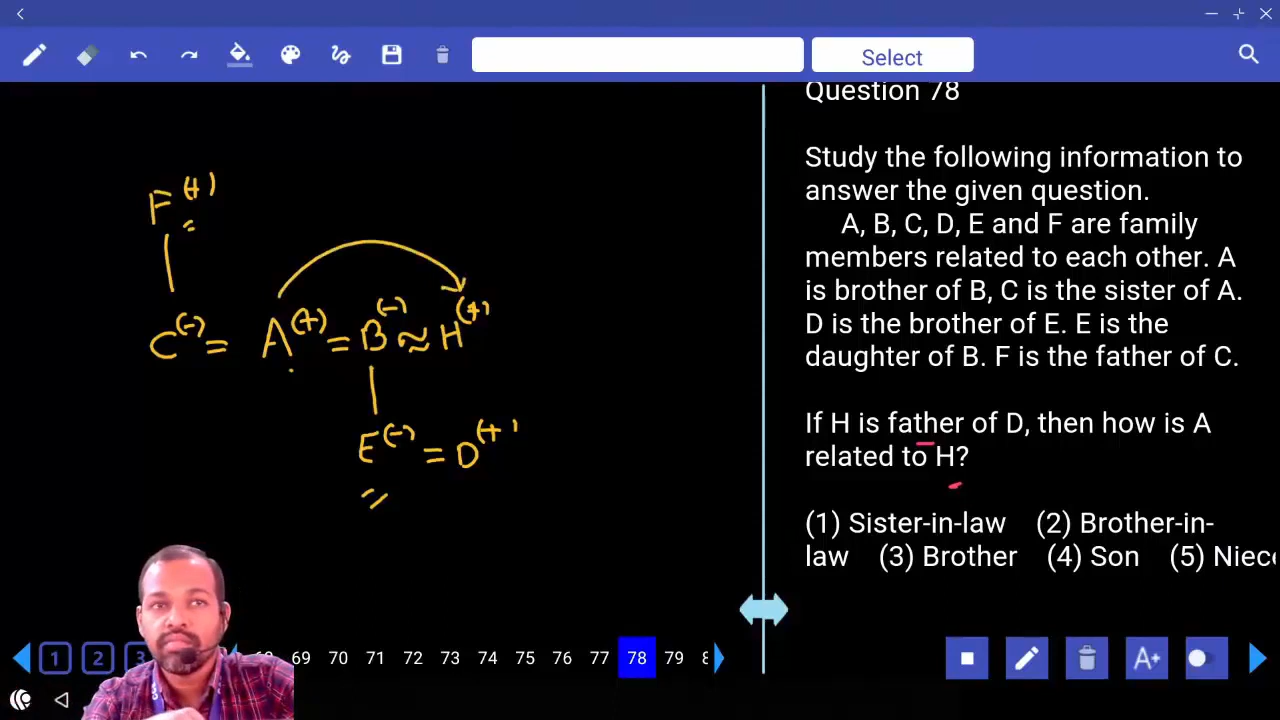 Select
Question 78
Study the following information to
answer the given question.
A, B, C, D, E and F are family
members related to each other. A
is brother of B, C is the sister of A.
D is the brother of E. E is the
daughter of B. F is the father of C.
If H is father of D, then how is A
related to H?
(1) Sister-in-law (2) Brother-in-
law (3) Brother (4) Son (5) Niece
F(+)
C(-) = A(+) = B(-) ≈ H(+)
E(-) = D(+)
1 2 3 69 70 71 72 73 74 75 76 77 78 79
A+